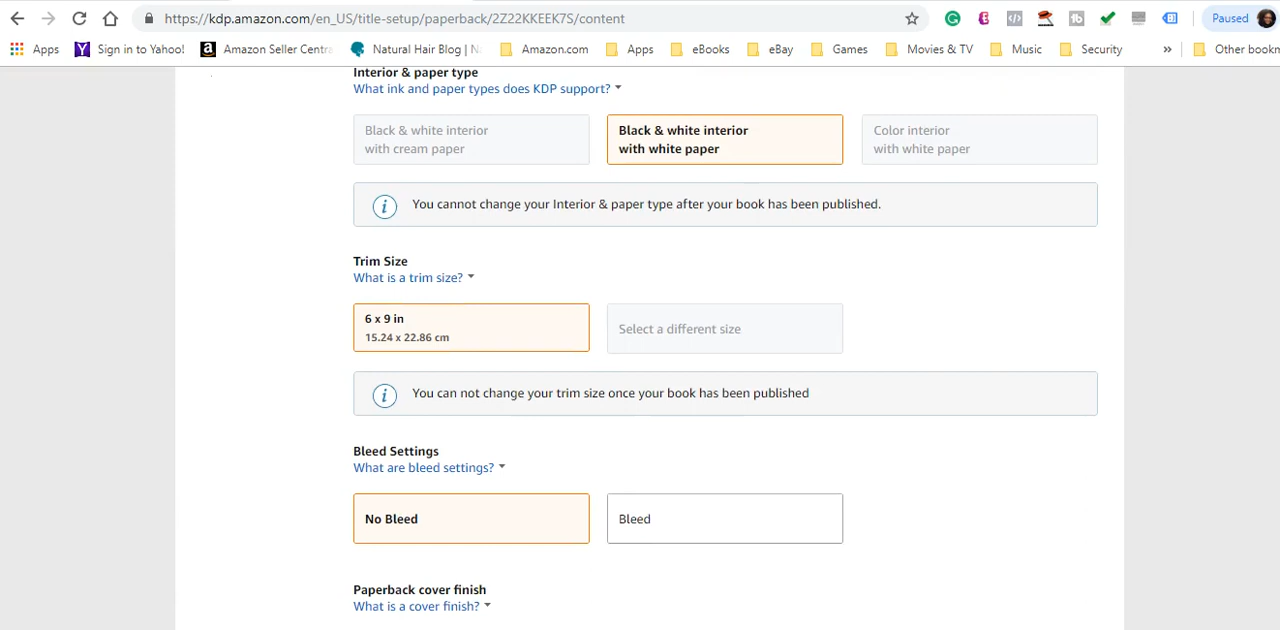 https://kdp.amazon.com/en_US/title-setup/paperback/2Z22KKEEK7S/content
Paused
Apps
Sign in to Yahoo!
Amazon Seller Centra
Natural Hair Blog | N
Amazon.com
Apps
eBooks
eBay
Games
Movies & TV
Music
Security
»
Other bookm
Interior & paper type
What ink and paper types does KDP support?
Black & white interior
with cream paper
Black & white interior
with white paper
Color interior
with white paper
You cannot change your Interior & paper type after your book has been published.
Trim Size
What is a trim size?
6 x 9 in
15.24 x 22.86 cm
Select a different size
You can not change your trim size once your book has been published
Bleed Settings
What are bleed settings?
No Bleed
Bleed
Paperback cover finish
What is a cover finish?